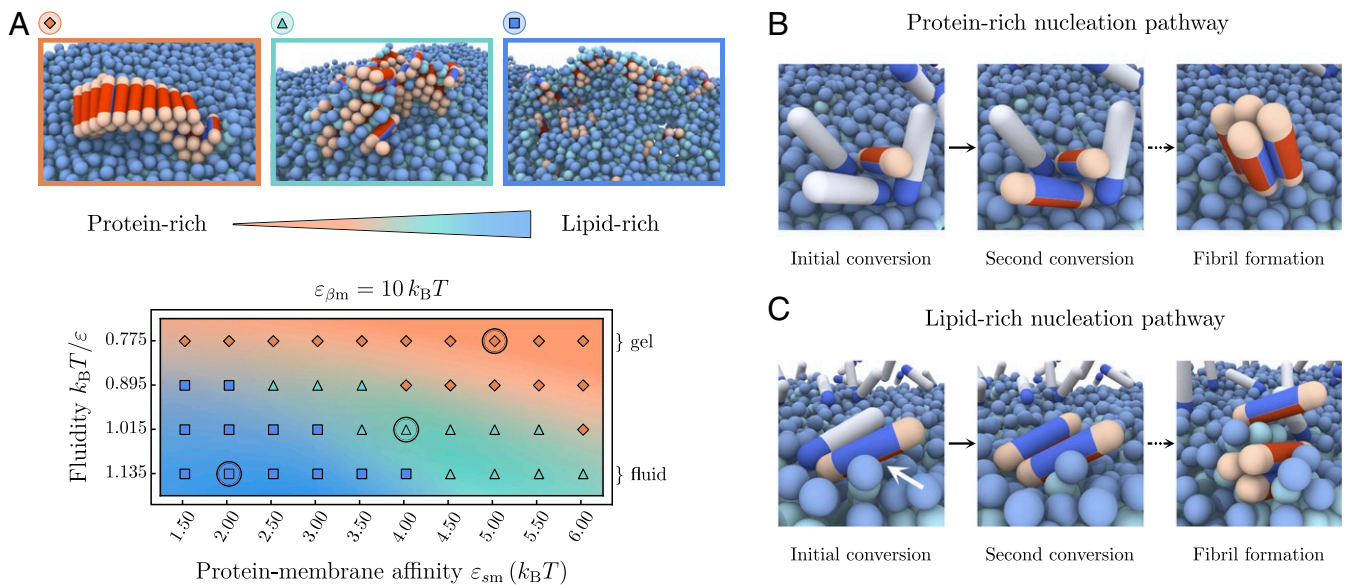 A
Protein-rich
Lipid-rich
ε_βm = 10 k_BT
Fluidity k_BT/ε
0.775
0.895
1.015
1.135
} gel
} fluid
1.50
2.00
2.50
3.00
3.50
4.00
4.50
5.00
5.50
6.00
Protein-membrane affinity ε_sm (k_BT)
B
Protein-rich nucleation pathway
Initial conversion
Second conversion
Fibril formation
C
Lipid-rich nucleation pathway
Initial conversion
Second conversion
Fibril formation